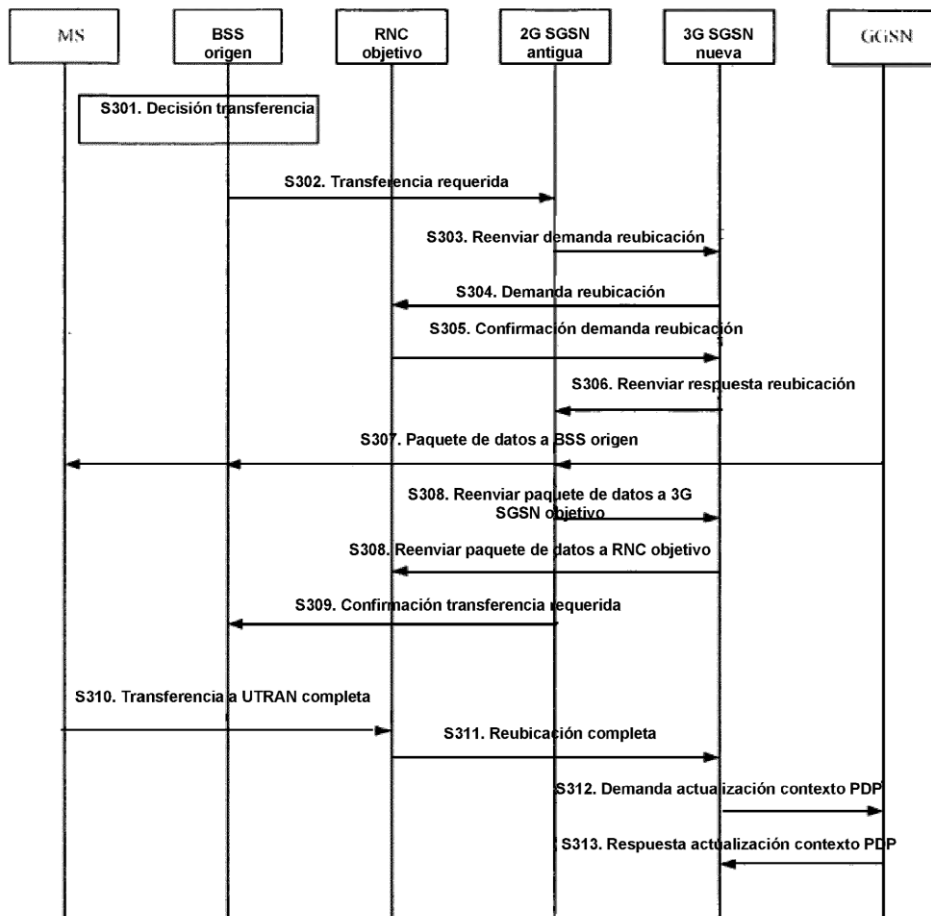 MS
BSS
origen
RNC
objetivo
2G SGSN
antigua
3G SGSN
nueva
GGSN
S301. Decisión transferencia
S302. Transferencia requerida
S303. Reenviar demanda reubicación
S304. Demanda reubicación
S305. Confirmación demanda reubicación
S306. Reenviar respuesta reubicación
S307. Paquete de datos a BSS origen
S308. Reenviar paquete de datos a 3G
SGSN objetivo
S308. Reenviar paquete de datos a RNC objetivo
S309. Confirmación transferencia requerida
S310. Transferencia a UTRAN completa
S311. Reubicación completa
S312. Demanda actualización contexto PDP
S313. Respuesta actualización contexto PDP